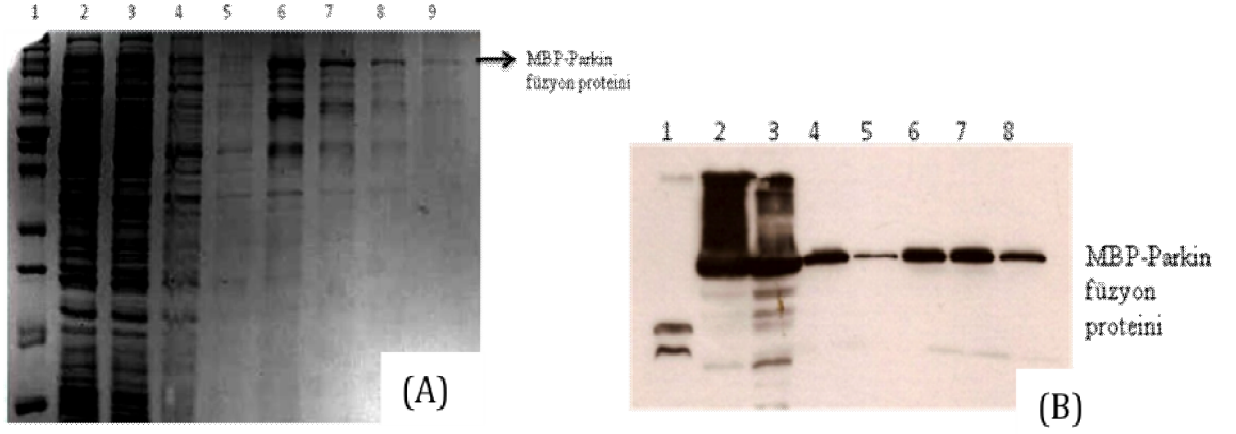 1 2 3 4 5 6 7 8 9
MBP-Parkin
füzyon proteini
(A)
1 2 3 4 5 6 7 8
MBP-Parkin
füzyon
proteini
(B)